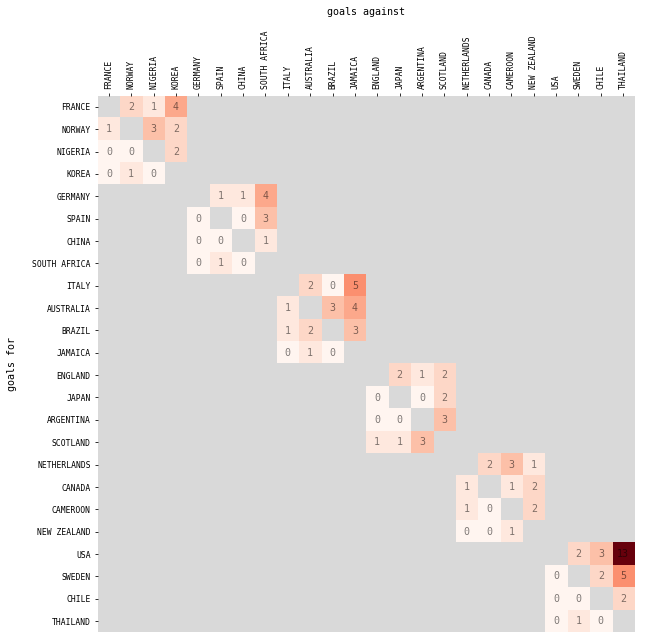 goals against
FRANCE NORWAY NIGERIA KOREA GERMANY SPAIN CHINA SOUTH AFRICA ITALY AUSTRALIA BRAZIL JAMAICA ENGLAND JAPAN ARGENTINA SCOTLAND NETHERLANDS CANADA CAMEROON NEW ZEALAND USA SWEDEN CHILE THAILAND
goals for
FRANCE 2 1 4
NORWAY 1 3 2
NIGERIA 0 0 2
KOREA 0 1 0
GERMANY 1 1 4
SPAIN 0 0 3
CHINA 0 0 1
SOUTH AFRICA 0 1 0
ITALY 2 0 5
AUSTRALIA 1 3 4
BRAZIL 1 2 3
JAMAICA 0 1 0
ENGLAND 2 1 2
JAPAN 0 0 2
ARGENTINA 0 0 3
SCOTLAND 1 1 3
NETHERLANDS 2 3 1
CANADA 1 1 2
CAMEROON 1 0 2
NEW ZEALAND 0 0 1
USA 2 3 13
SWEDEN 0 2 5
CHILE 0 0 2
THAILAND 0 1 0